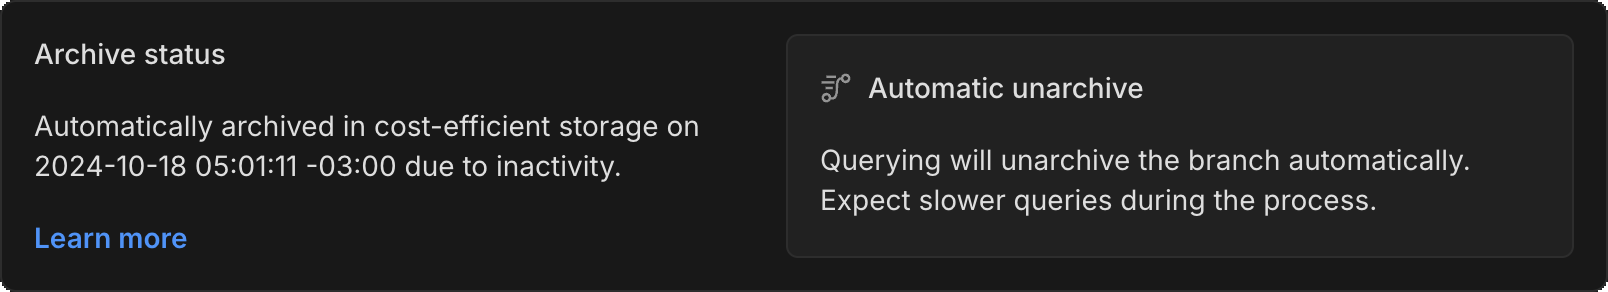 Archive status
Automatically archived in cost-efficient storage on
2024-10-18 05:01:11 -03:00 due to inactivity.
Learn more
Automatic unarchive
Querying will unarchive the branch automatically.
Expect slower queries during the process.